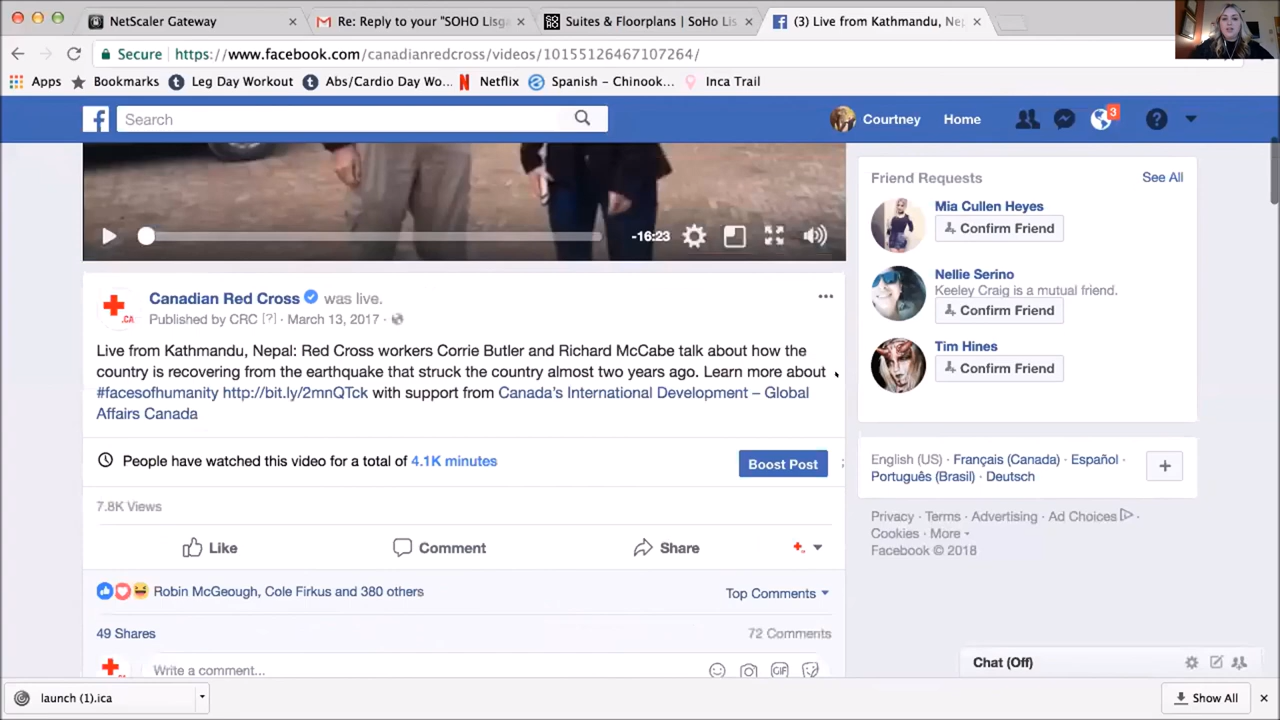 NetScaler Gateway
Re: Reply to your "SOHO Lisga
Suites & Floorplans | SoHo Lis
(3) Live from Kathmandu, Nep
Secure https://www.facebook.com/canadianredcross/videos/10155126467107264/
Apps Bookmarks Leg Day Workout Abs/Cardio Day Wo... Netflix Spanish – Chinook... Inca Trail
Search
Courtney Home 3
-16:23
Friend Requests See All
Mia Cullen Heyes
Confirm Friend
Nellie Serino
Keeley Craig is a mutual friend.
Confirm Friend
Tim Hines
Confirm Friend
Canadian Red Cross was live.
Published by CRC [?] · March 13, 2017 ·
Live from Kathmandu, Nepal: Red Cross workers Corrie Butler and Richard McCabe talk about how the
country is recovering from the earthquake that struck the country almost two years ago. Learn more about
#facesofhumanity http://bit.ly/2mnQTck with support from Canada's International Development – Global
Affairs Canada
People have watched this video for a total of 4.1K minutes
Boost Post
7.8K Views
Like Comment Share
Robin McGeough, Cole Firkus and 380 others
Top Comments
49 Shares
72 Comments
Write a comment...
GIF
English (US) · Français (Canada) · Español ·
Português (Brasil) · Deutsch
Privacy · Terms · Advertising · Ad Choices ·
Cookies · More
Facebook © 2018
Chat (Off)
launch (1).ica
Show All